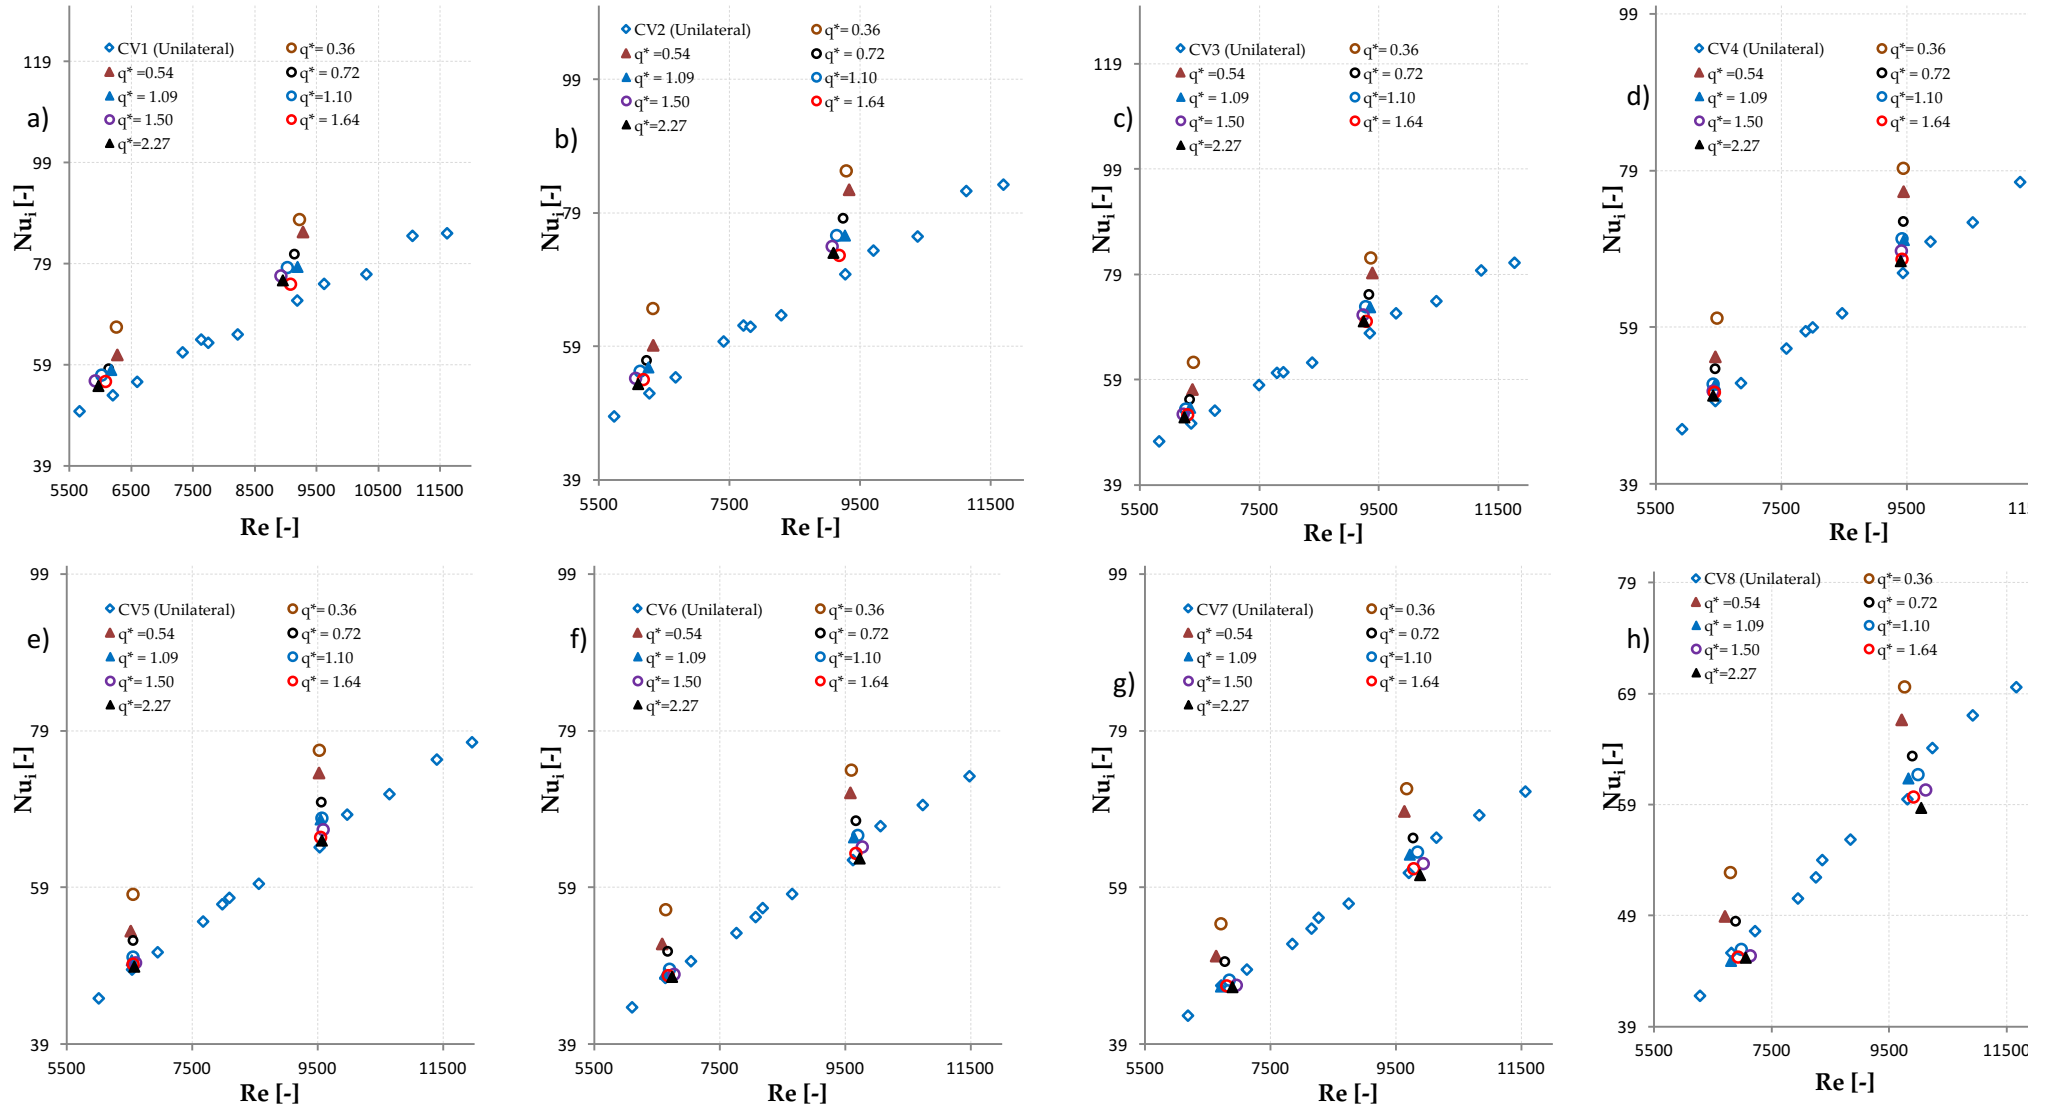 a)
CV1 (Unilateral) q*= 0.36
q* =0.54 q* = 0.72
q* = 1.09 q*=1.10
q*= 1.50 q* = 1.64
q*=2.27
119
99
79
59
39
Nui [-]
5500 6500 7500 8500 9500 10500 11500
Re [-]
b)
CV2 (Unilateral) q*= 0.36
q* =0.54 q* = 0.72
q* = 1.09 q*=1.10
q*= 1.50 q* = 1.64
q*=2.27
99
79
59
39
Nui [-]
5500 7500 9500 11500
Re [-]
c)
CV3 (Unilateral) q*= 0.36
q* =0.54 q* = 0.72
q* = 1.09 q*=1.10
q*= 1.50 q* = 1.64
q*=2.27
119
99
79
59
39
Nui [-]
5500 7500 9500 11500
Re [-]
d)
CV4 (Unilateral) q*= 0.36
q* =0.54 q* = 0.72
q* = 1.09 q*=1.10
q*= 1.50 q* = 1.64
q*=2.27
99
79
59
39
Nui [-]
5500 7500 9500 11
Re [-]
e)
CV5 (Unilateral) q*= 0.36
q* =0.54 q* = 0.72
q* = 1.09 q*=1.10
q*= 1.50 q* = 1.64
q*=2.27
99
79
59
39
Nui [-]
5500 7500 9500 11500
Re [-]
f)
CV6 (Unilateral) q*= 0.36
q* =0.54 q* = 0.72
q* = 1.09 q*=1.10
q*= 1.50 q* = 1.64
q*=2.27
99
79
59
39
Nui [-]
5500 7500 9500 11500
Re [-]
g)
CV7 (Unilateral) q*= 0.36
q* =0.54 q* = 0.72
q* = 1.09 q*=1.10
q*= 1.50 q* = 1.64
q*=2.27
99
79
59
39
Nui [-]
5500 7500 9500 11500
Re [-]
h)
CV8 (Unilateral) q*= 0.36
q* =0.54 q* = 0.72
q* = 1.09 q*=1.10
q*= 1.50 q* = 1.64
q*=2.27
79
69
59
49
39
Nui [-]
5500 7500 9500 11500
Re [-]